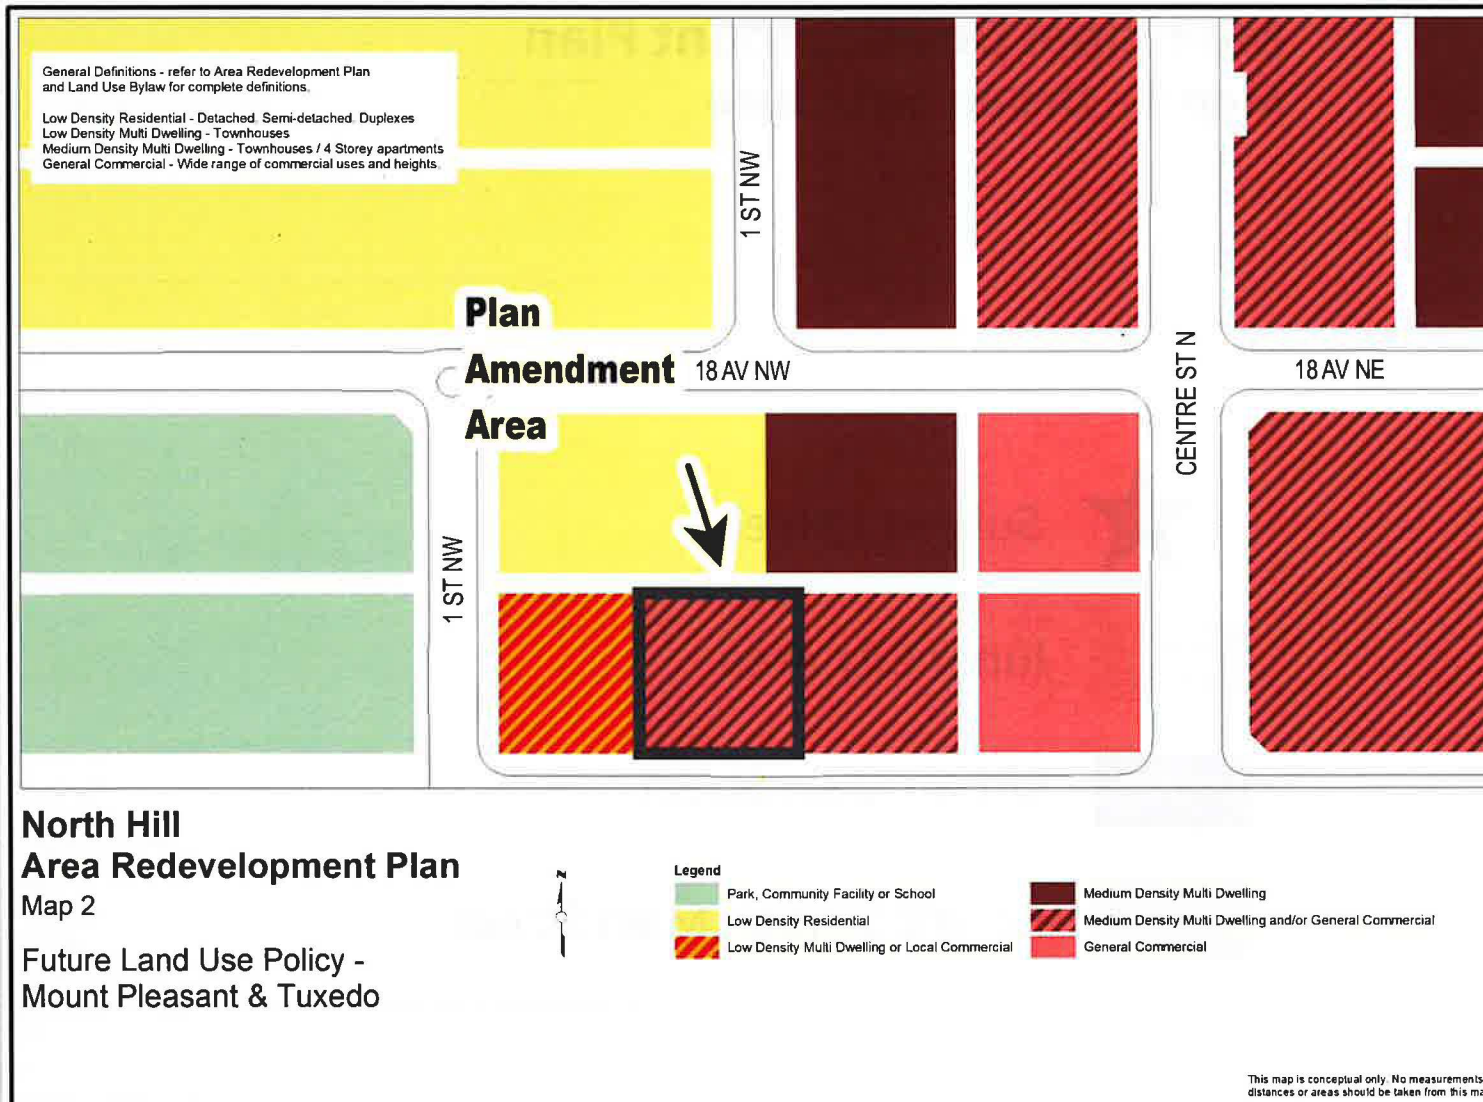 General Definitions - refer to Area Redevelopment Plan
and Land Use Bylaw for complete definitions.
Low Density Residential - Detached, Semi-detached, Duplexes
Low Density Multi Dwelling - Townhouses
Medium Density Multi Dwelling - Townhouses / 4 Storey apartments
General Commercial - Wide range of commercial uses and heights.
1 ST NW
Plan
Amendment
Area
18 AV NW
CENTRE ST N
18 AV NE
1 ST NW
North Hill
Area Redevelopment Plan
Map 2
Future Land Use Policy -
Mount Pleasant & Tuxedo
N
Legend
Park, Community Facility or School
Low Density Residential
Low Density Multi Dwelling or Local Commercial
Medium Density Multi Dwelling
Medium Density Multi Dwelling and/or General Commercial
General Commercial
This map is conceptual only. No measurements
distances or areas should be taken from this